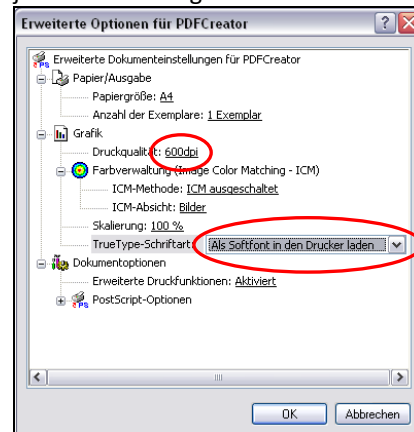 Erweiterte Optionen für PDFCreator
Erweiterte Dokumenteinstellungen für PDFCreator
Papier/Ausgabe
Papiergröße: A4
Anzahl der Exemplare: 1 Exemplar
Grafik
Druckqualität: 600dpi
Farbverwaltung (Image Color Matching - ICM)
ICM-Methode: ICM ausgeschaltet
ICM-Absicht: Bilder
Skalierung: 100 %
TrueType-Schriftart: Als Softfont in den Drucker laden
Dokumentoptionen
Erweiterte Druckfunktionen: Aktiviert
PostScript-Optionen
OK Abbrechen